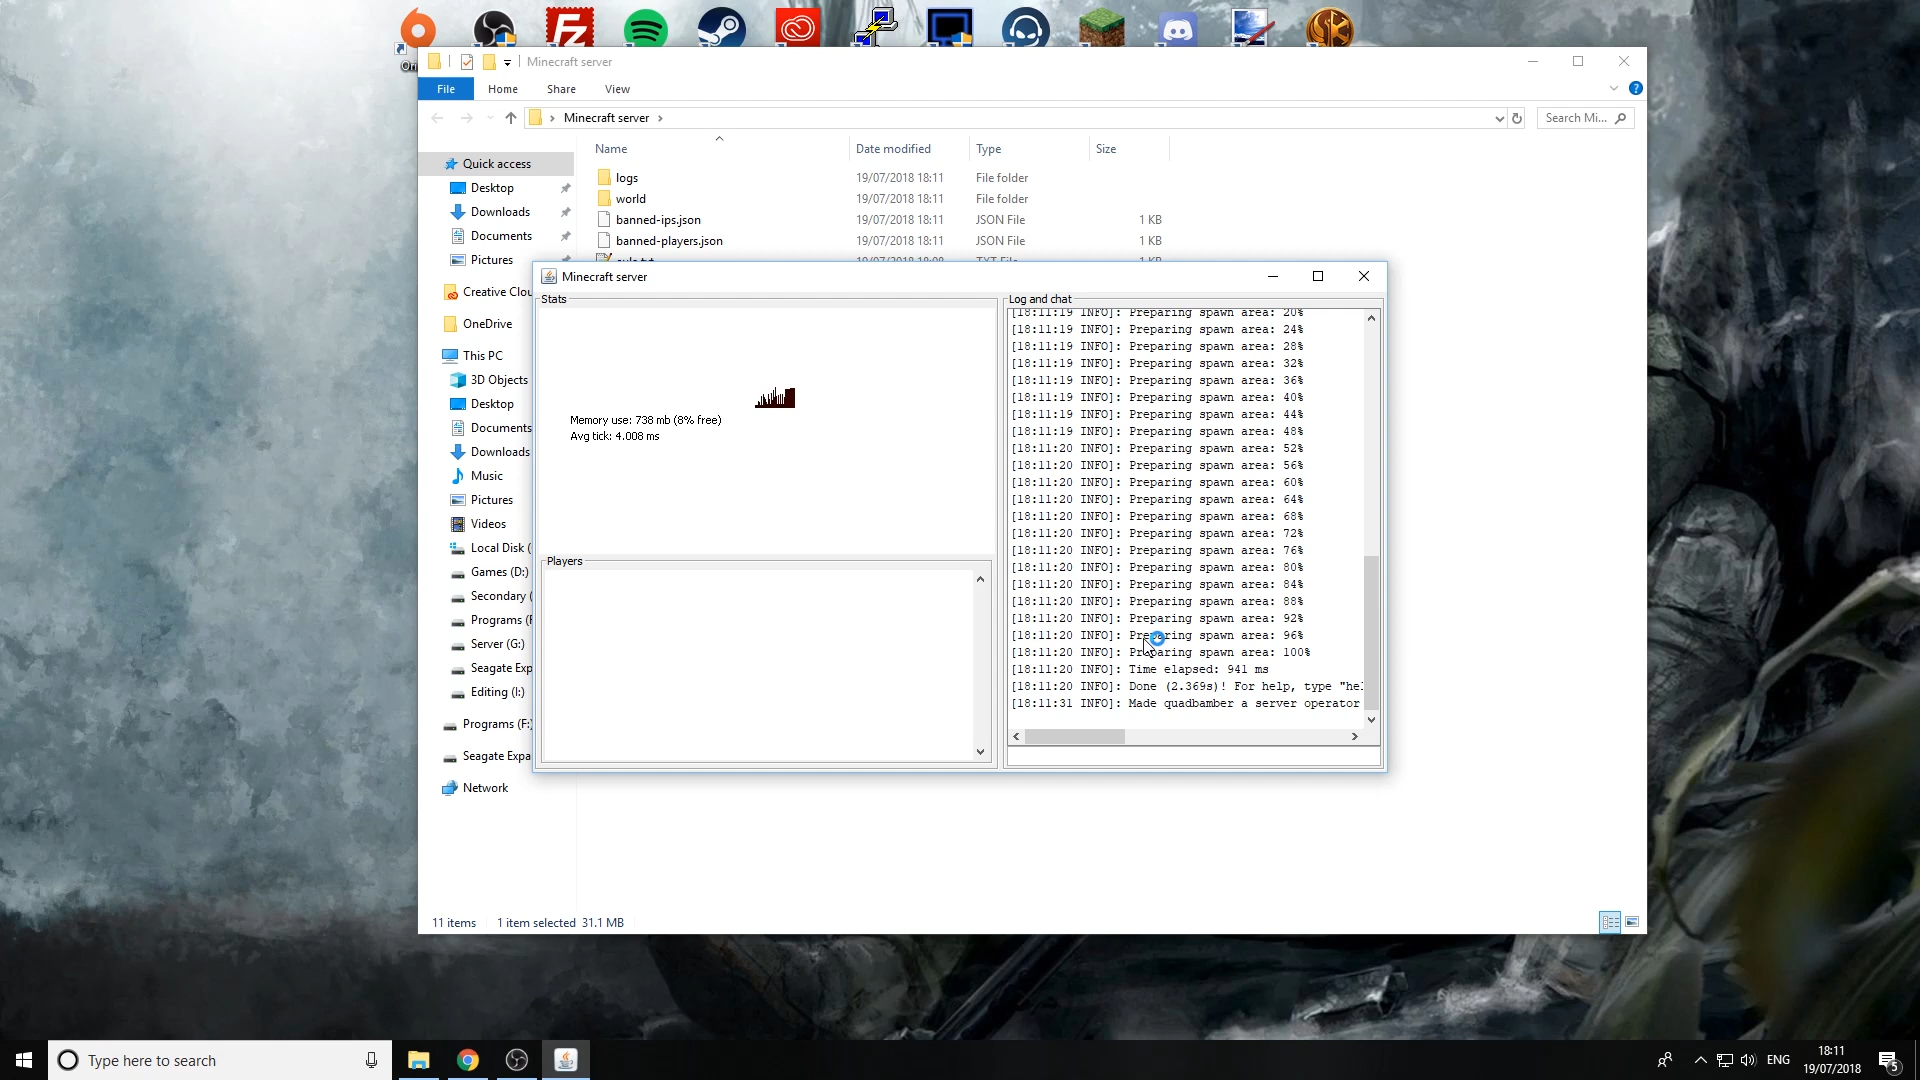 Minecraft server
File
Home
Share
View
Minecraft server
Search Mi...
Name
Date modified
Type
Size
Quick access
Desktop
Downloads
Documents
Pictures
Creative Clou
OneDrive
This PC
3D Objects
Desktop
Documents
Downloads
Music
Pictures
Videos
Local Disk (
Games (D:)
Secondary (
Programs (F
Server (G:)
Seagate Exp
Editing (I:)
Programs (F:)
Seagate Expa
Network
logs 19/07/2018 18:11 File folder
world 19/07/2018 18:11 File folder
banned-ips.json 19/07/2018 18:11 JSON File 1 KB
banned-players.json 19/07/2018 18:11 JSON File 1 KB
Minecraft server
Stats
Memory use: 738 mb (8% free)
Avg tick: 4.008 ms
Players
Log and chat
[18:11:19 INFO]: Preparing spawn area: 20%
[18:11:19 INFO]: Preparing spawn area: 24%
[18:11:19 INFO]: Preparing spawn area: 28%
[18:11:19 INFO]: Preparing spawn area: 32%
[18:11:19 INFO]: Preparing spawn area: 36%
[18:11:19 INFO]: Preparing spawn area: 40%
[18:11:19 INFO]: Preparing spawn area: 44%
[18:11:19 INFO]: Preparing spawn area: 48%
[18:11:20 INFO]: Preparing spawn area: 52%
[18:11:20 INFO]: Preparing spawn area: 56%
[18:11:20 INFO]: Preparing spawn area: 60%
[18:11:20 INFO]: Preparing spawn area: 64%
[18:11:20 INFO]: Preparing spawn area: 68%
[18:11:20 INFO]: Preparing spawn area: 72%
[18:11:20 INFO]: Preparing spawn area: 76%
[18:11:20 INFO]: Preparing spawn area: 80%
[18:11:20 INFO]: Preparing spawn area: 84%
[18:11:20 INFO]: Preparing spawn area: 88%
[18:11:20 INFO]: Preparing spawn area: 92%
[18:11:20 INFO]: Preparing spawn area: 96%
[18:11:20 INFO]: Preparing spawn area: 100%
[18:11:20 INFO]: Time elapsed: 941 ms
[18:11:20 INFO]: Done (2.369s)! For help, type "hel
[18:11:31 INFO]: Made quadbamber a server operator
11 items
1 item selected 31.1 MB
Type here to search
ENG
18:11
19/07/2018
5